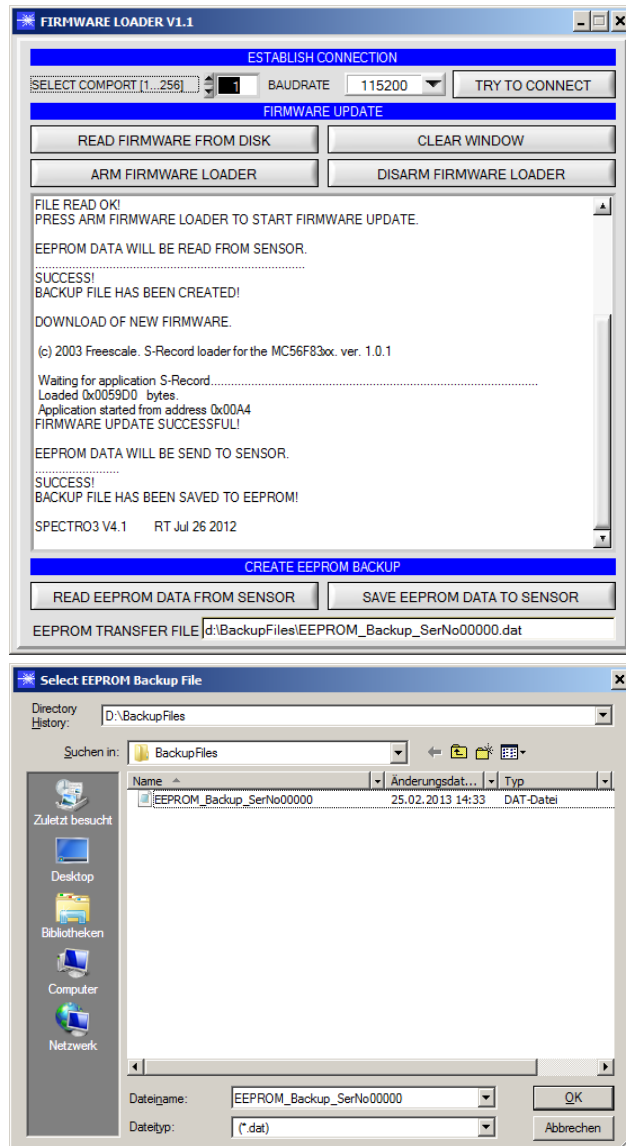 FIRMWARE LOADER V1.1
ESTABLISH CONNECTION
SELECT COMPORT [1...256] 1 BAUDRATE 115200 TRY TO CONNECT
FIRMWARE UPDATE
READ FIRMWARE FROM DISK CLEAR WINDOW
ARM FIRMWARE LOADER DISARM FIRMWARE LOADER
FILE READ OK!
PRESS ARM FIRMWARE LOADER TO START FIRMWARE UPDATE.
EEPROM DATA WILL BE READ FROM SENSOR.
..........................................................................
SUCCESS!
BACKUP FILE HAS BEEN CREATED!
DOWNLOAD OF NEW FIRMWARE.
(c) 2003 Freescale. S-Record loader for the MC56F83xx. ver. 1.0.1
Waiting for application S-Record..........................................................................................
Loaded 0x0059D0 bytes.
Application started from address 0x00A4
FIRMWARE UPDATE SUCCESSFUL!
EEPROM DATA WILL BE SEND TO SENSOR.
.......................
SUCCESS!
BACKUP FILE HAS BEEN SAVED TO EEPROM!
SPECTRO3 V4.1 RT Jul 26 2012
CREATE EEPROM BACKUP
READ EEPROM DATA FROM SENSOR SAVE EEPROM DATA TO SENSOR
EEPROM TRANSFER FILE d:\BackupFiles\EEPROM_Backup_SerNo00000.dat
Select EEPROM Backup File
Directory History: D:\BackupFiles
Suchen in: BackupFiles
Name Änderungsdat... Typ
EEPROM_Backup_SerNo00000 25.02.2013 14:33 DAT-Datei
Zuletzt besucht
Desktop
Bibliotheken
Computer
Netzwerk
Dateiname: EEPROM_Backup_SerNo00000 OK
Dateityp: (*.dat) Abbrechen